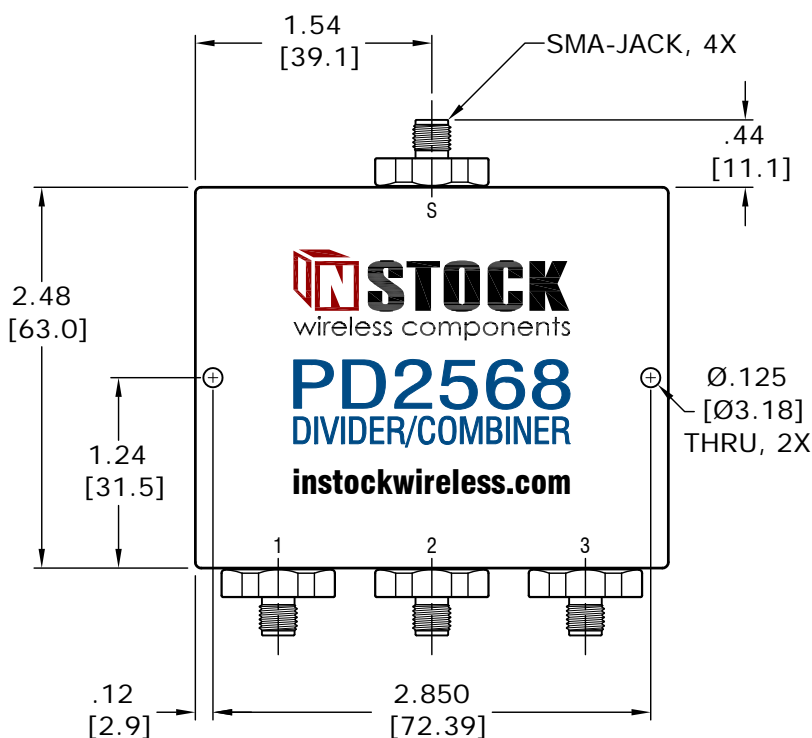 1.54
[39.1]
SMA-JACK, 4X
.44
[11.1]
S
IN STOCK
wireless components
2.48
[63.0]
PD2568
DIVIDER/COMBINER
Ø.125
[Ø3.18]
THRU, 2X
1.24
[31.5]
instockwireless.com
1
2
3
.12
[2.9]
2.850
[72.39]